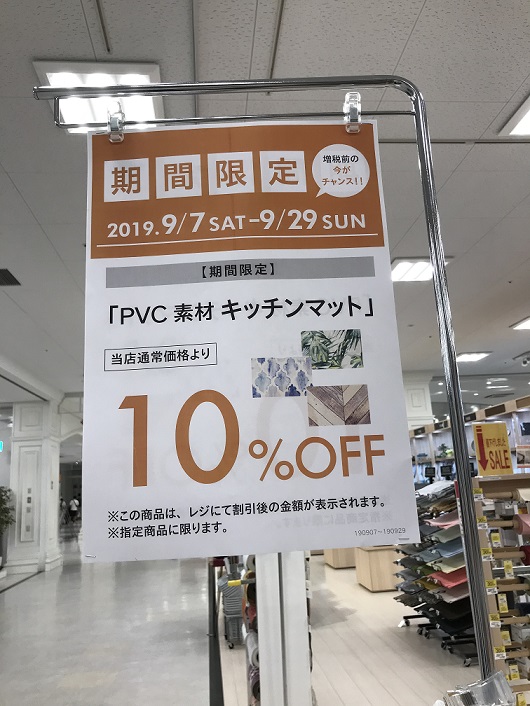 期間限定
増税前の
今が
チャンス!!
2019.9/7 SAT-9/29 SUN
【期間限定】
「PVC 素材 キッチンマット」
当店通常価格より
10%OFF
※この商品は、レジにて割引後の金額が表示されます。
※指定商品に限ります。
190907〜190929
SALE